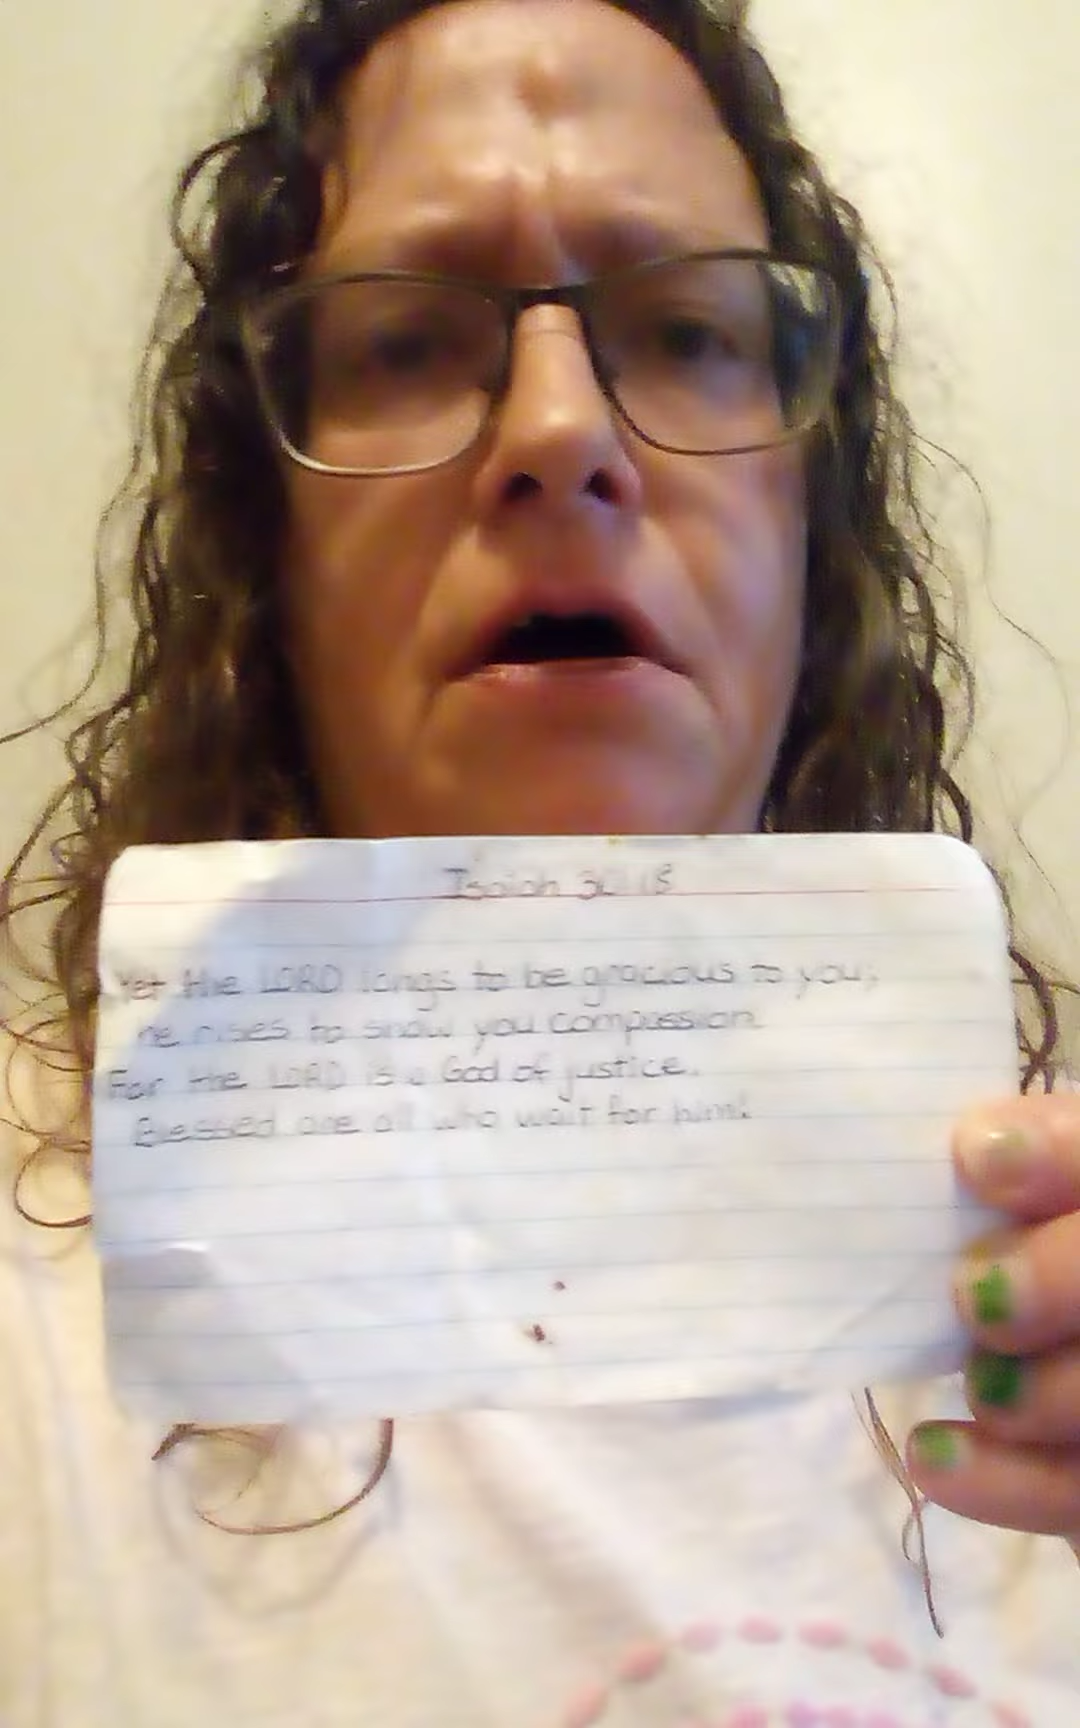 Isaiah 30:18
Yet the LORD longs to be gracious to you;
he rises to show you compassion.
For the LORD is a God of justice.
Blessed are all who wait for him!